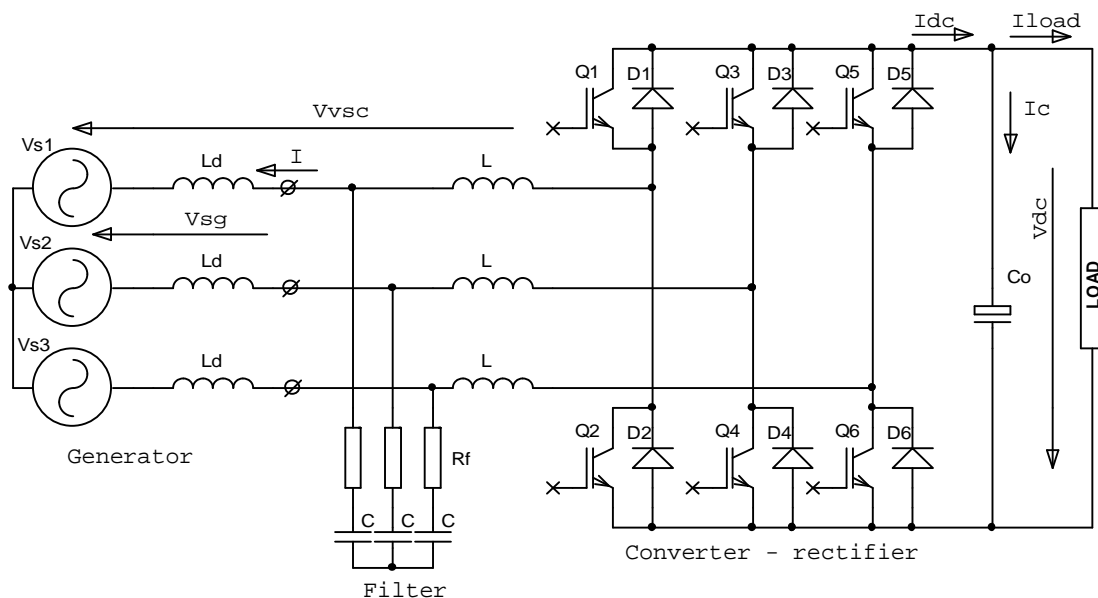 Idc Iload
Q1 D1 Q3 D3 Q5 D5
Vvsc
Ic
Vs1 Ld I L
Vsg
Vdc
Vs2 Ld L
Co
LOAD
Vs3 Ld L
Q2 D2 Q4 D4 Q6 D6
Generator
Rf
C C C
Converter - rectifier
Filter